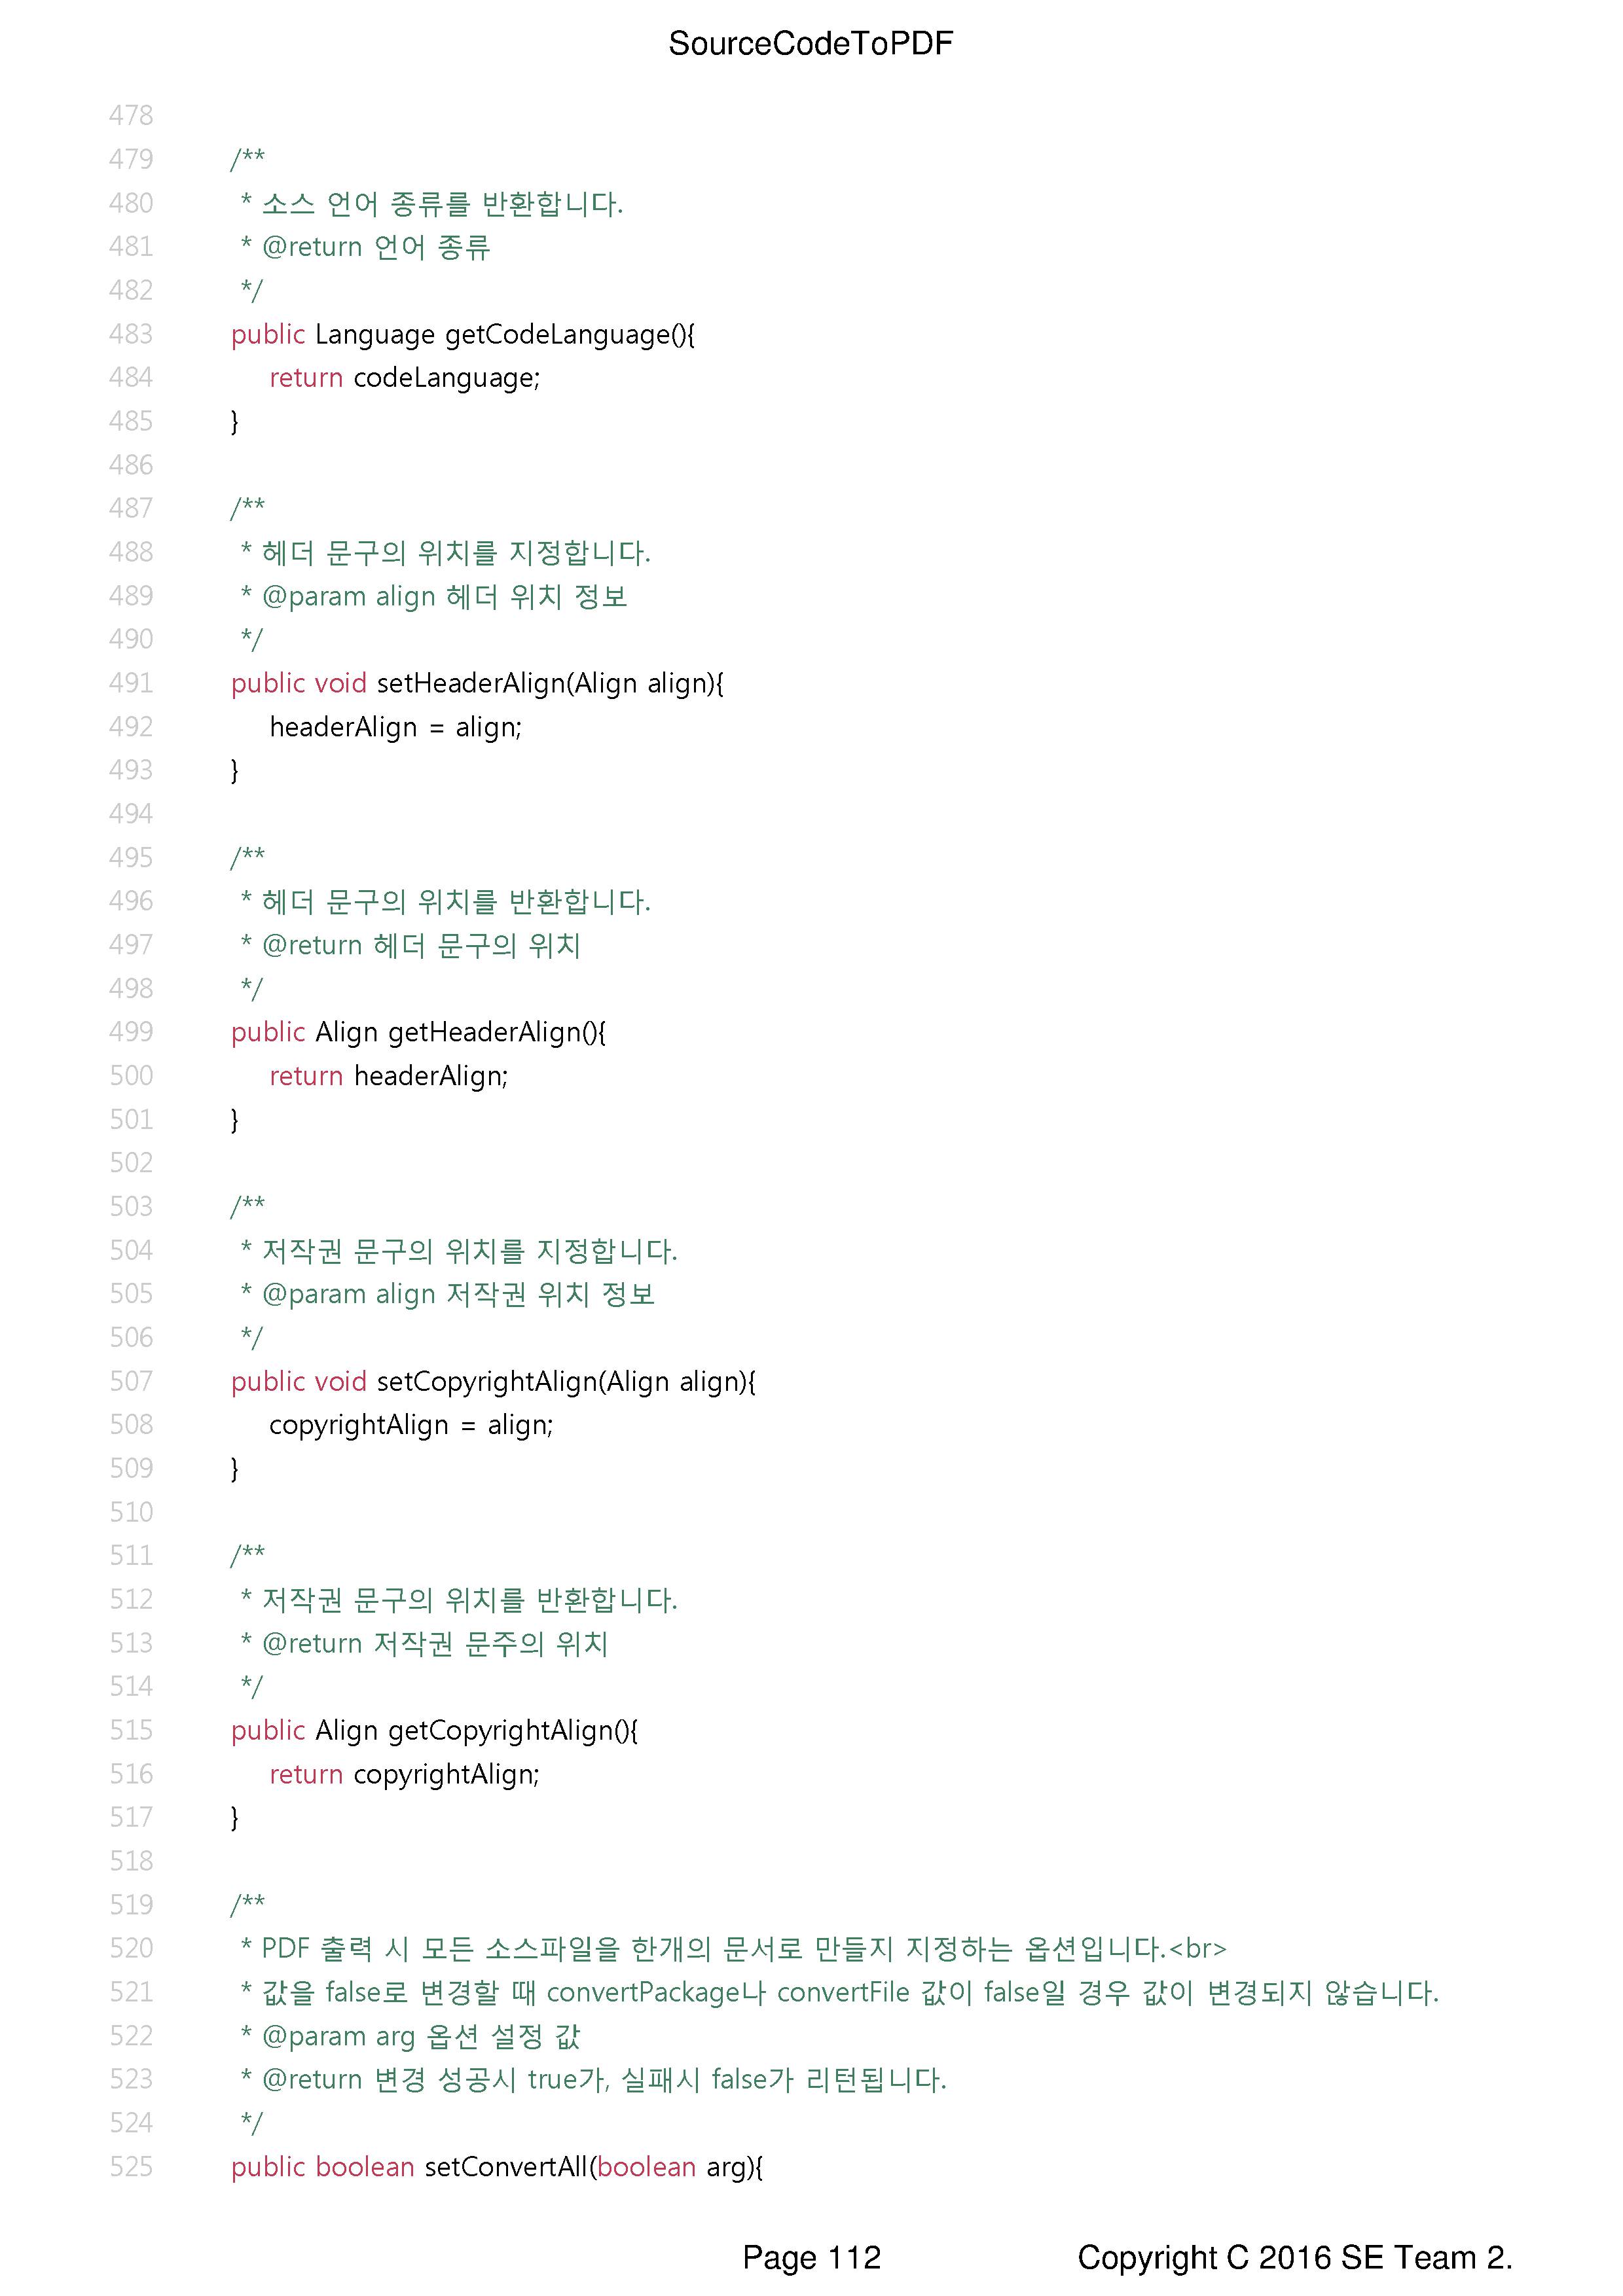 SourceCodeToPDF
478
479 /**
480  * 소스 언어 종류를 반환합니다.
481  * @return 언어 종류
482  */
483 public Language getCodeLanguage(){
484     return codeLanguage;
485 }
486
487 /**
488  * 헤더 문구의 위치를 지정합니다.
489  * @param align 헤더 위치 정보
490  */
491 public void setHeaderAlign(Align align){
492     headerAlign = align;
493 }
494
495 /**
496  * 헤더 문구의 위치를 반환합니다.
497  * @return 헤더 문구의 위치
498  */
499 public Align getHeaderAlign(){
500     return headerAlign;
501 }
502
503 /**
504  * 저작권 문구의 위치를 지정합니다.
505  * @param align 저작권 위치 정보
506  */
507 public void setCopyrightAlign(Align align){
508     copyrightAlign = align;
509 }
510
511 /**
512  * 저작권 문구의 위치를 반환합니다.
513  * @return 저작권 문주의 위치
514  */
515 public Align getCopyrightAlign(){
516     return copyrightAlign;
517 }
518
519 /**
520  * PDF 출력 시 모든 소스파일을 한개의 문서로 만들지 지정하는 옵션입니다.<br>
521  * 값을 false로 변경할 때 convertPackage나 convertFile 값이 false일 경우 값이 변경되지 않습니다.
522  * @param arg 옵션 설정 값
523  * @return 변경 성공시 true가, 실패시 false가 리턴됩니다.
524  */
525 public boolean setConvertAll(boolean arg){
Page 112 Copyright C 2016 SE Team 2.